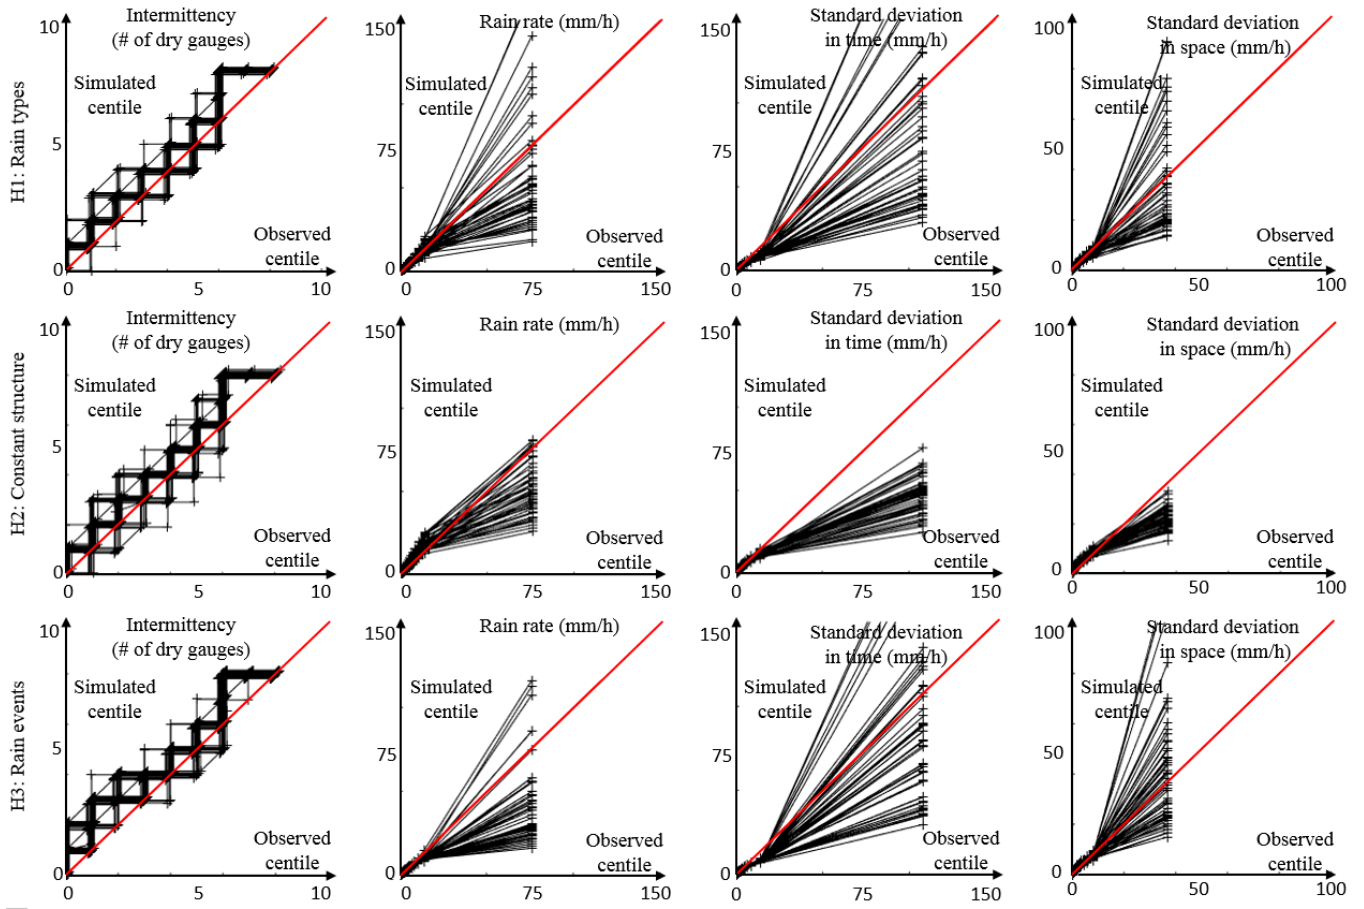 H1: Rain types
Intermittency
(# of dry gauges)
10
Simulated
centile
5
Observed
centile
0
0
5
10
Rain rate (mm/h)
150
Simulated
centile
75
Observed
centile
0
0
75
150
Standard deviation
in time (mm/h)
150
Simulated
centile
75
Observed
centile
0
0
75
150
Standard deviation
in space (mm/h)
100
Simulated
centile
50
Observed
centile
0
0
50
100
H2: Constant structure
Intermittency
(# of dry gauges)
10
Simulated
centile
5
Observed
centile
0
0
5
10
Rain rate (mm/h)
150
Simulated
centile
75
Observed
centile
0
0
75
150
Standard deviation
in time (mm/h)
150
Simulated
centile
75
Observed
centile
0
0
75
150
Standard deviation
in space (mm/h)
100
Simulated
centile
50
Observed
centile
0
0
50
100
H3: Rain events
Intermittency
(# of dry gauges)
10
Simulated
centile
5
Observed
centile
0
0
5
10
Rain rate (mm/h)
150
Simulated
centile
75
Observed
centile
0
0
75
150
Standard deviation
in time (mm/h)
150
Simulated
centile
75
Observed
centile
0
0
75
150
Standard deviation
in space (mm/h)
100
Simulated
centile
50
Observed
centile
0
0
50
100